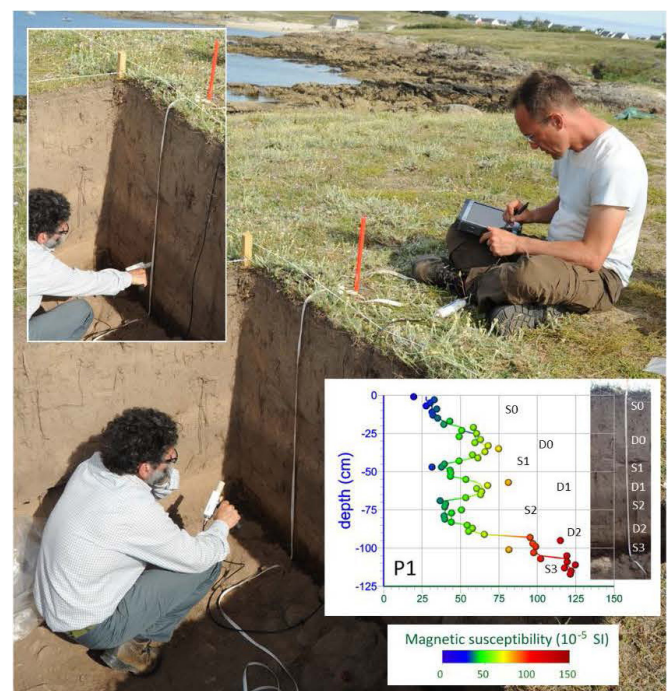 0
-25
-50
-75
-100
-125
depth (cm)
S0
D0
S1
D1
S2
D2
S3
P1
0 25 50 75 100 125 150
S0
D0
S1
D1
S2
D2
S3
Magnetic susceptibility (10⁻⁵ SI)
0 50 100 150